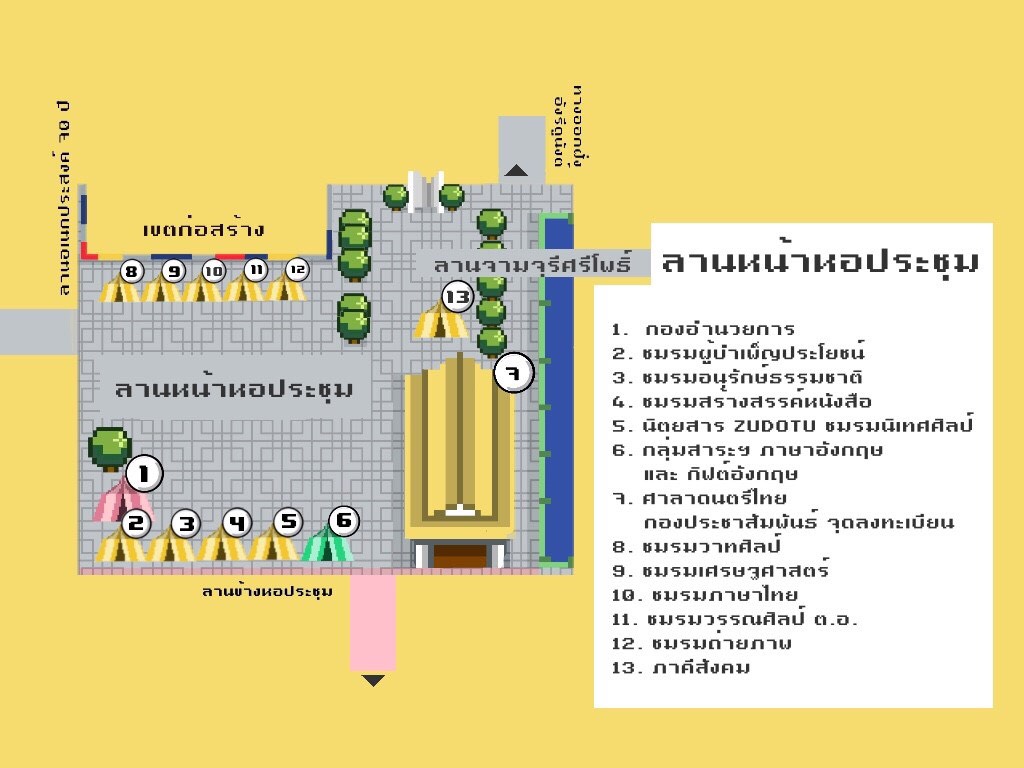 ลานอเนกประสงค์ ๗๐ ปี
ทางออกฝั่ง
อังรีดูนังต์
เขตก่อสร้าง
8
9
10
11
12
ลานจามจุรีศรีโพธิ์
13
๗
ลานหน้าหอประชุม
1
2
3
4
5
6
ลานข้างหอประชุม
ลานหน้าหอประชุม
1. กองอำนวยการ
2. ชมรมผู้บำเพ็ญประโยชน์
3. ชมรมอนุรักษ์ธรรมชาติ
4. ชมรมสร้างสรรค์หนังสือ
5. นิตยสาร ZUDOTU ชมรมนิเทศศิลป์
6. กลุ่มสาระฯ ภาษาอังกฤษ
และ กิฟต์อังกฤษ
๗. ศาลาดนตรีไทย
กองประชาสัมพันธ์ จุดลงทะเบียน
8. ชมรมวาทศิลป์
9. ชมรมเศรษฐศาสตร์
10. ชมรมภาษาไทย
11. ชมรมวรรณศิลป์ ต.อ.
12. ชมรมถ่ายภาพ
13. ภาคีสังคม